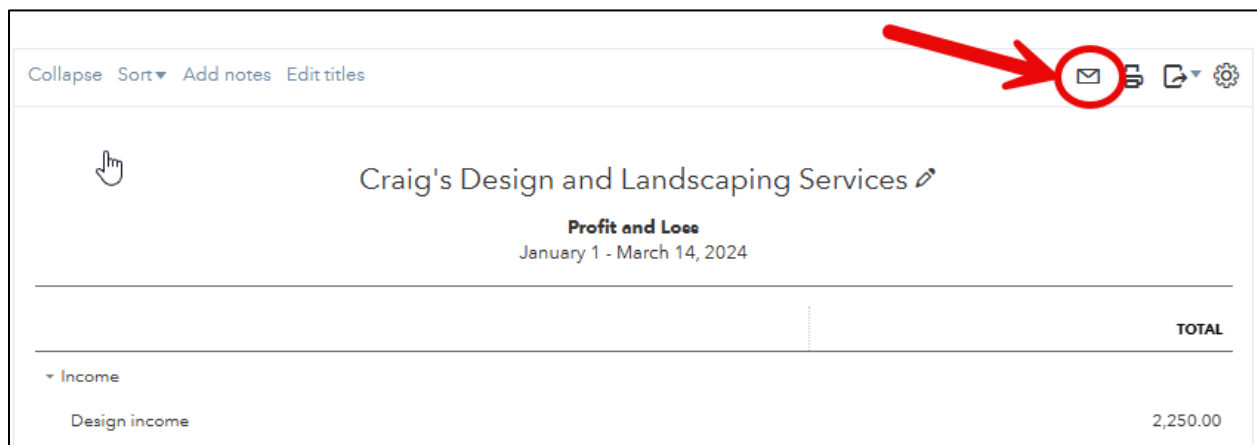 Collapse Sort Add notes Edit titles
Craig's Design and Landscaping Services
Profit and Loss
January 1 - March 14, 2024
TOTAL
Income
Design income 2,250.00